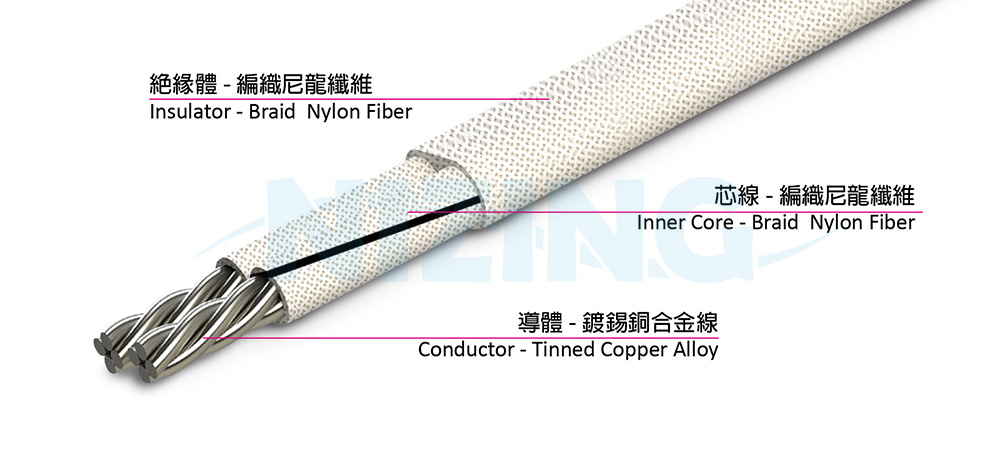 絕緣體 - 編織尼龍纖維
Insulator - Braid  Nylon Fiber
NIZING
芯線 - 編織尼龍纖維
Inner Core - Braid  Nylon Fiber
導體 - 鍍錫銅合金線
Conductor - Tinned Copper Alloy